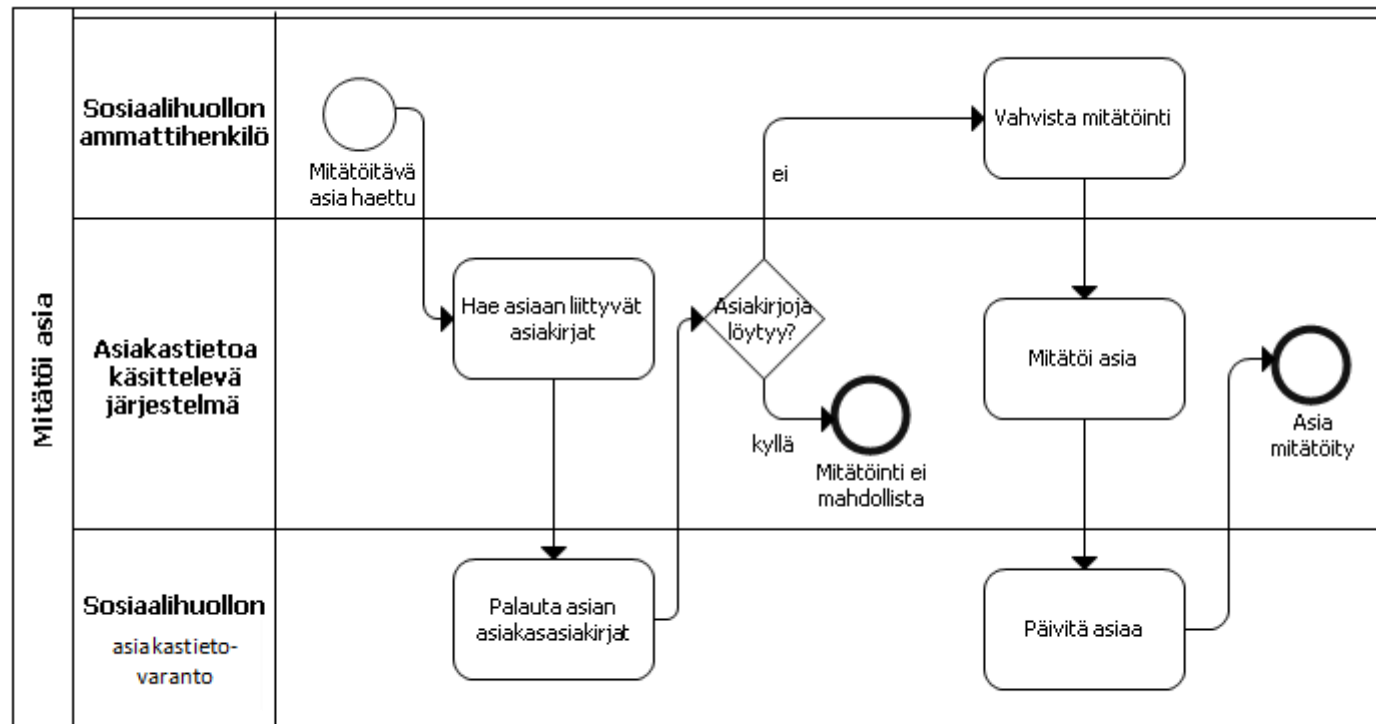 Mitätöi asia
Sosiaalihuollon
ammattihenkilö
Mitätöitävä
asia haettu
ei
Vahvista mitätöinti
Asiakastietoa
käsittelevä
järjestelmä
Hae asiaan liittyvät
asiakirjat
Asiakirjoja
löytyy?
kyllä
Mitätöinti ei
mahdollista
Mitätöi asia
Asia
mitätöity
Sosiaalihuollon
asiakastieto-
varanto
Palauta asian
asiakasasiakirjat
Päivitä asiaa